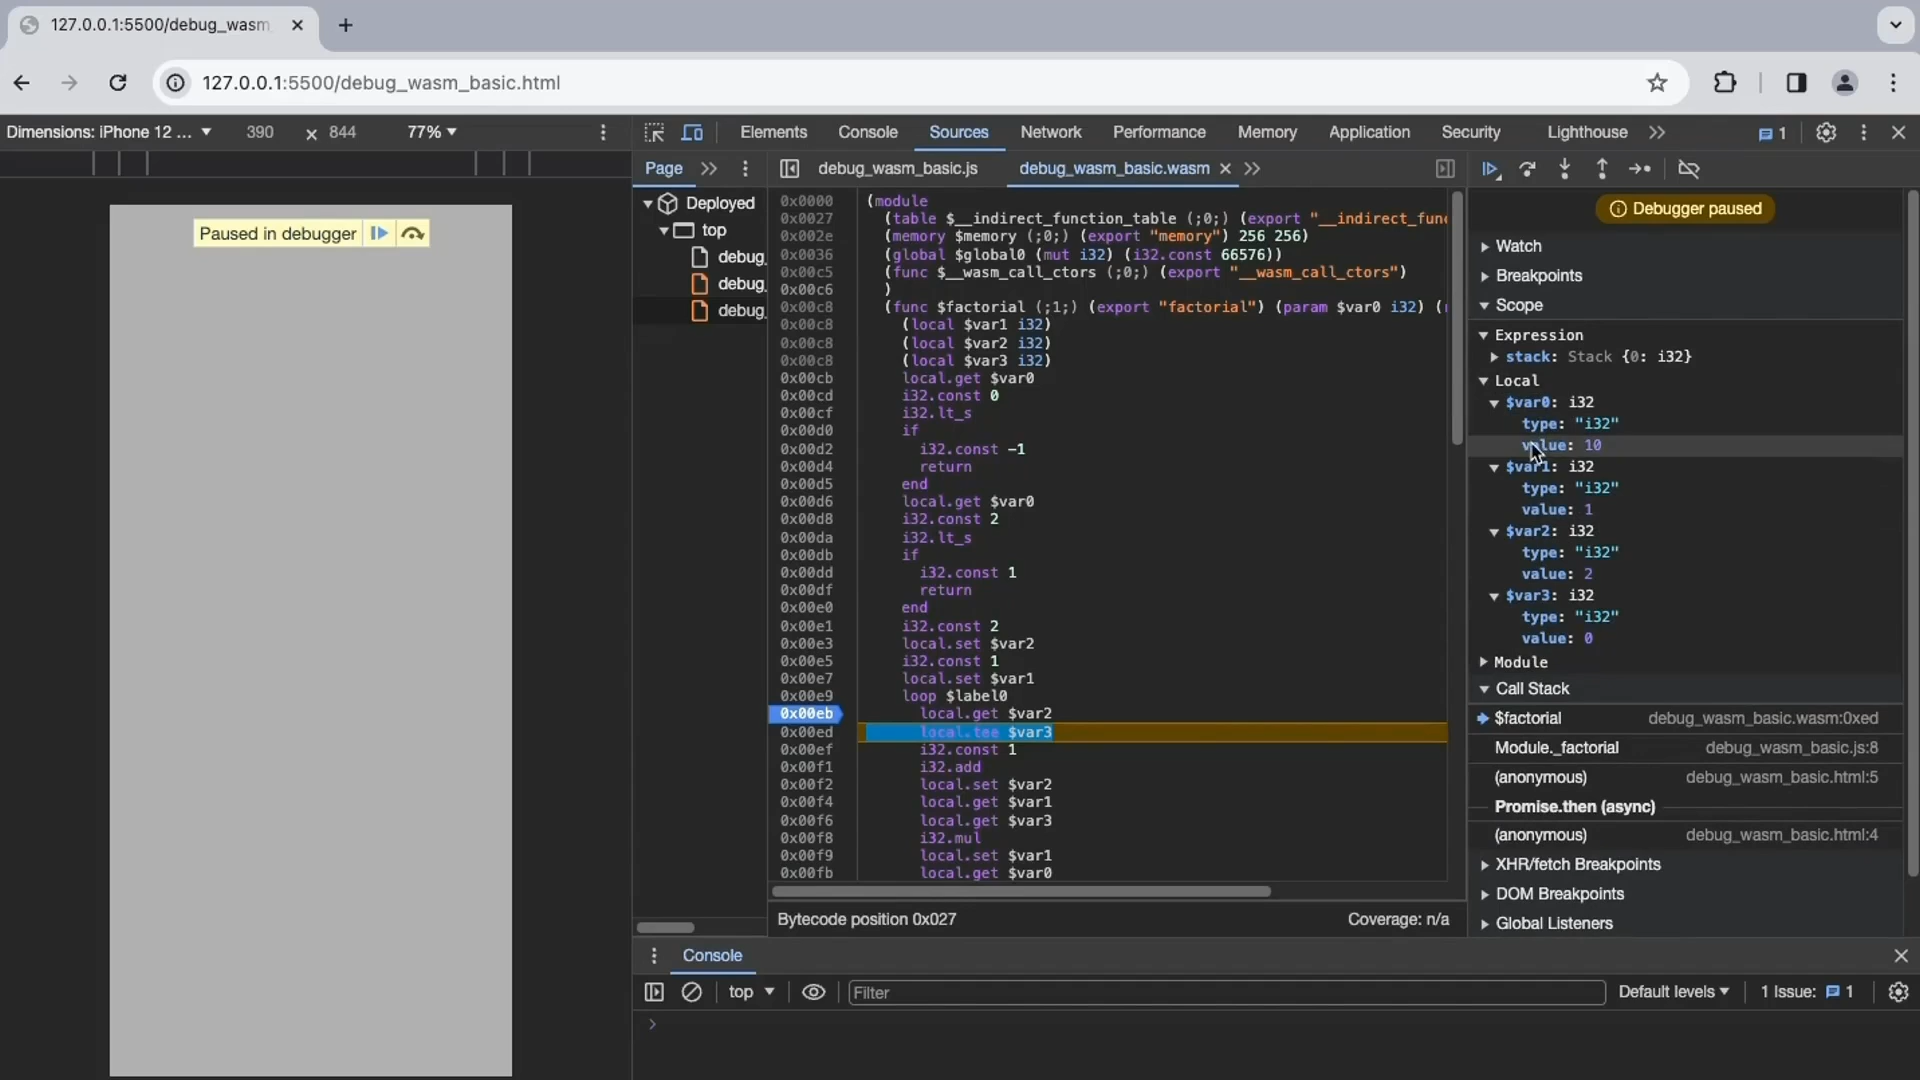 127.0.0.1:5500/debug_wasm
127.0.0.1:5500/debug_wasm_basic.html
Dimensions: iPhone 12 ... 390 × 844 77%
Elements Console Sources Network Performance Memory Application Security Lighthouse 1
Page debug_wasm_basic.js debug_wasm_basic.wasm
Paused in debugger
Deployed
top
debug_
debug_
debug_
0x0000 (module
0x0027 (table $__indirect_function_table (;0;) (export "__indirect_func
0x002e (memory $memory (;0;) (export "memory") 256 256)
0x0036 (global $global0 (mut i32) (i32.const 66576))
0x00c5 (func $__wasm_call_ctors (;0;) (export "__wasm_call_ctors")
0x00c6 )
0x00c8 (func $factorial (;1;) (export "factorial") (param $var0 i32) (
0x00c8 (local $var1 i32)
0x00c8 (local $var2 i32)
0x00c8 (local $var3 i32)
0x00cb local.get $var0
0x00cd i32.const 0
0x00cf i32.lt_s
0x00d0 if
0x00d2 i32.const -1
0x00d4 return
0x00d5 end
0x00d6 local.get $var0
0x00d8 i32.const 2
0x00da i32.lt_s
0x00db if
0x00dd i32.const 1
0x00df return
0x00e0 end
0x00e1 i32.const 2
0x00e3 local.set $var2
0x00e5 i32.const 1
0x00e7 local.set $var1
0x00e9 loop $label0
0x00eb local.get $var2
0x00ed local.tee $var3
0x00ef i32.const 1
0x00f1 i32.add
0x00f2 local.set $var2
0x00f4 local.get $var1
0x00f6 local.get $var3
0x00f8 i32.mul
0x00f9 local.set $var1
0x00fb local.get $var0
Bytecode position 0x027 Coverage: n/a
Debugger paused
Watch
Breakpoints
Scope
Expression
stack: Stack {0: i32}
Local
$var0: i32
type: "i32"
value: 10
$var1: i32
type: "i32"
value: 1
$var2: i32
type: "i32"
value: 2
$var3: i32
type: "i32"
value: 0
Module
Call Stack
$factorial debug_wasm_basic.wasm:0xed
Module._factorial debug_wasm_basic.js:8
(anonymous) debug_wasm_basic.html:5
Promise.then (async)
(anonymous) debug_wasm_basic.html:4
XHR/fetch Breakpoints
DOM Breakpoints
Global Listeners
Console
top Filter Default levels 1 Issue: 1